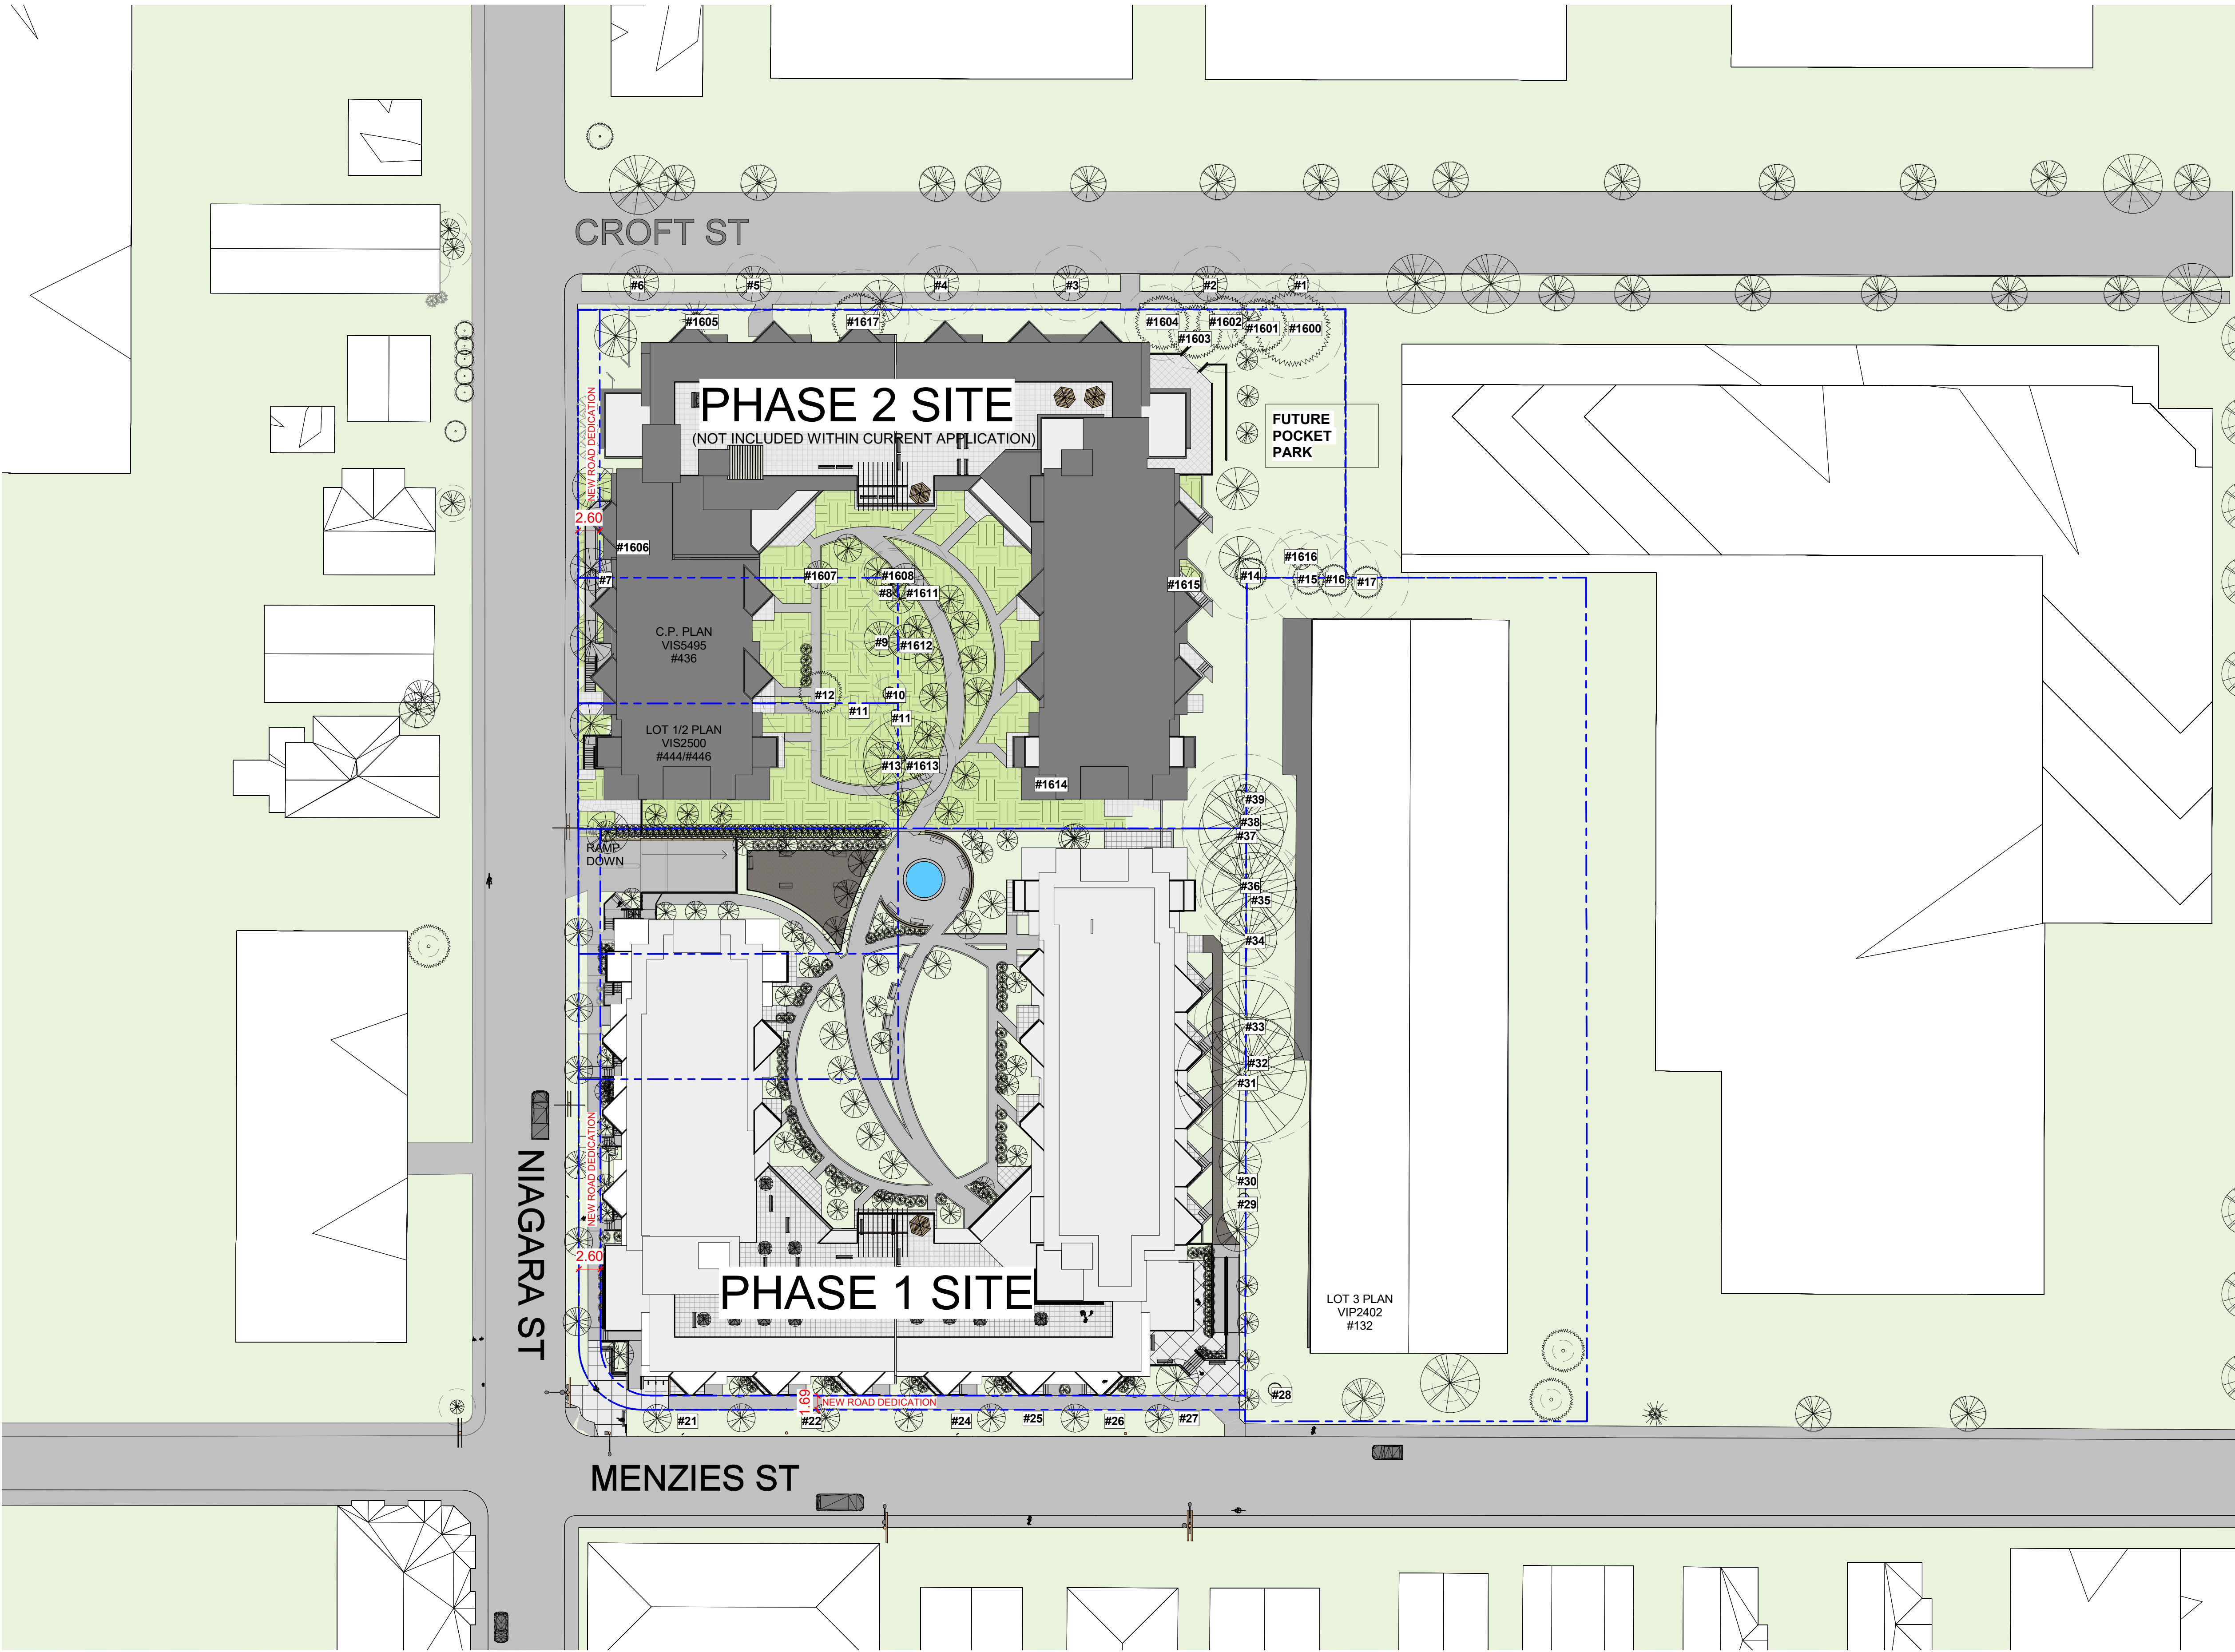 CROFT ST
#6
#5
#4
#3
#2
#1
#1605
#1617
#1604
#1602
#1601
#1600
#1603
PHASE 2 SITE
(NOT INCLUDED WITHIN CURRENT APPLICATION)
FUTURE
POCKET
PARK
NEW ROAD DEDICATION
2.60
#1606
#7
#1607
#1608
#8
#1611
#1615
#14
#1616
#15
#16
#17
C.P. PLAN
VIS5495
#436
#9
#1612
#12
#10
#11
#11
LOT 1/2 PLAN
VIS2500
#444/#446
#13
#1613
#1614
#39
#38
#37
RAMP
DOWN
#36
#35
#34
#33
#32
#31
#30
#29
NEW ROAD DEDICATION
2.60
NIAGARA ST
PHASE 1 SITE
LOT 3 PLAN
VIP2402
#132
#28
1.69
NEW ROAD DEDICATION
#21
#22
#24
#25
#26
#27
MENZIES ST